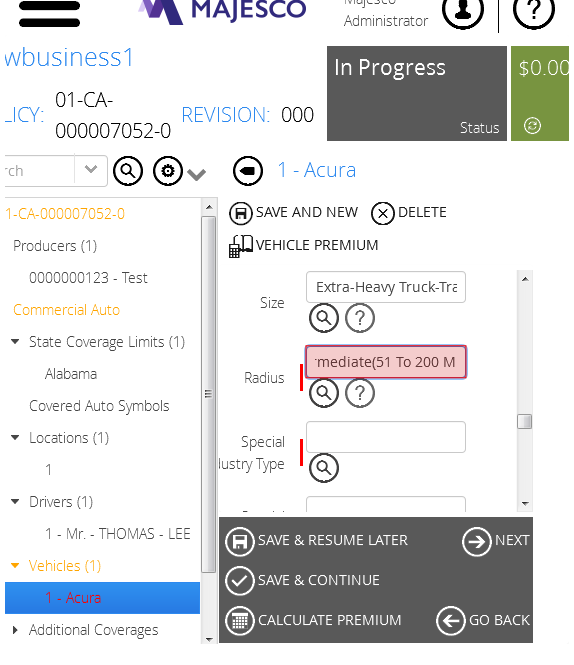 MAJESCO
Majesco
Administrator
?
wbusiness1
In Progress
$0.00
LICY:
01-CA-
000007052-0
REVISION: 000
Status
rch
1 - Acura
1-CA-000007052-0
SAVE AND NEW
DELETE
Producers (1)
VEHICLE PREMIUM
0000000123 - Test
Size
Extra-Heavy Truck-Tra
?
Commercial Auto
State Coverage Limits (1)
Radius
rmediate(51 To 200 M
?
Alabama
Covered Auto Symbols
Locations (1)
Special
ustry Type
1
Drivers (1)
1 - Mr. - THOMAS - LEE
SAVE & RESUME LATER
NEXT
Vehicles (1)
SAVE & CONTINUE
1 - Acura
CALCULATE PREMIUM
GO BACK
Additional Coverages